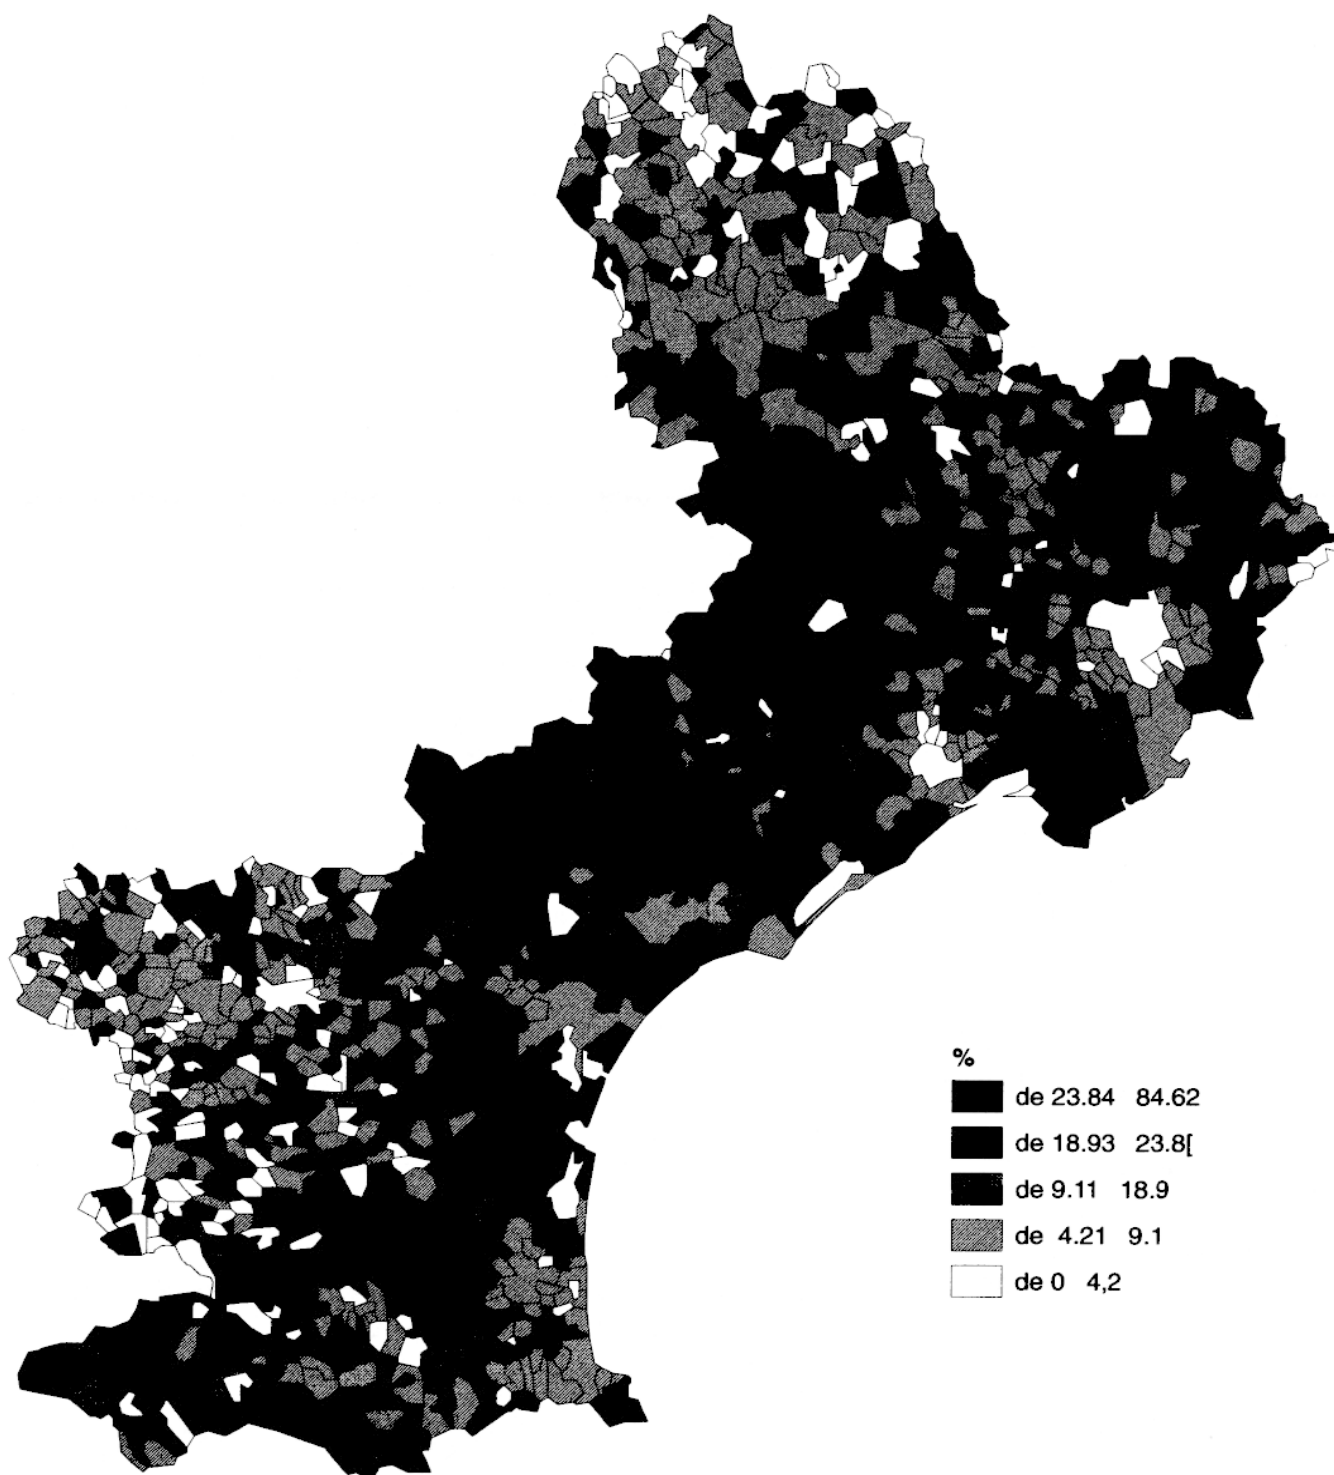 %
de 23.84 84.62
de 18.93 23.8[
de 9.11 18.9
de 4.21 9.1
de 0 4,2